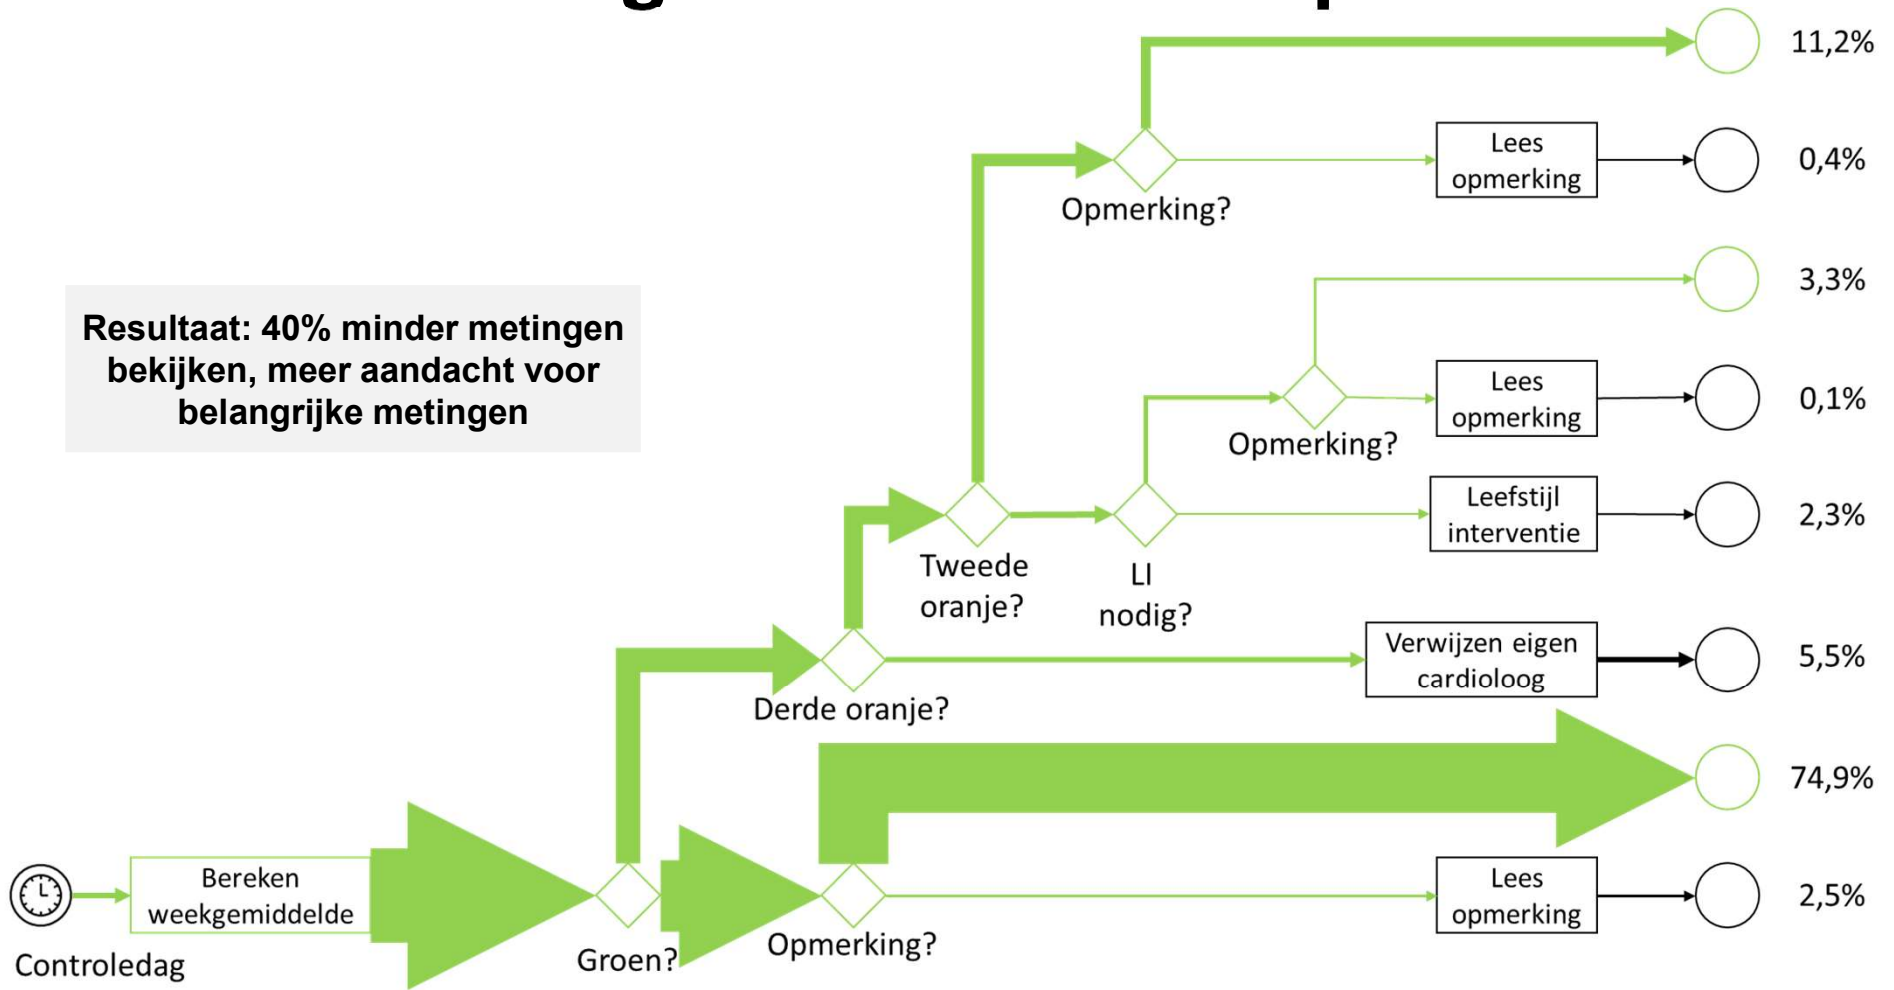 11,2%
Lees
opmerking
0,4%
Opmerking?
3,3%
Resultaat: 40% minder metingen
bekijken, meer aandacht voor
belangrijke metingen
Lees
opmerking
0,1%
Opmerking?
Leefstijl
interventie
2,3%
Tweede
oranje?
LI
nodig?
Verwijzen eigen
cardioloog
5,5%
Derde oranje?
74,9%
Bereken
weekgemiddelde
Lees
opmerking
2,5%
Opmerking?
Groen?
Controledag